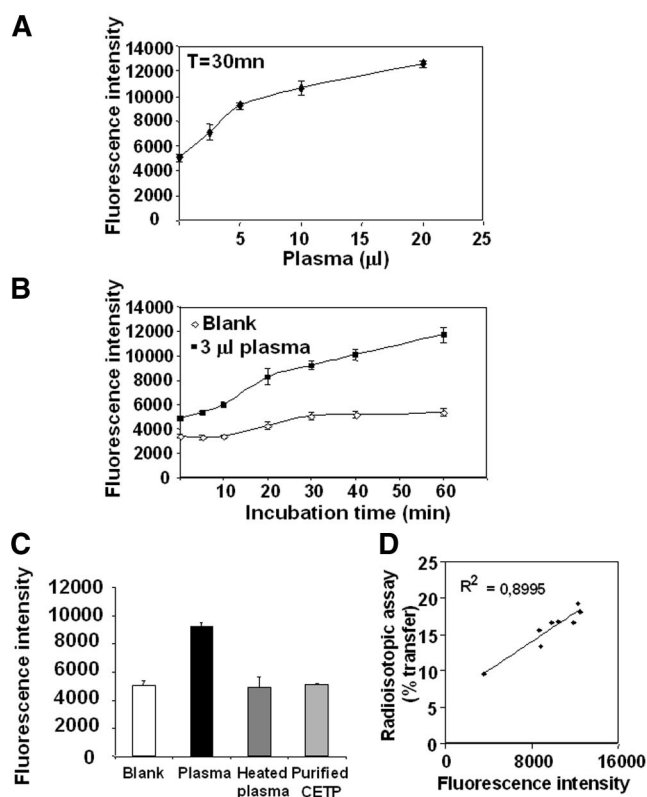 A
Fluorescence intensity
14000
12000
10000
8000
6000
4000
2000
0
T=30mn
5
10
15
20
25
Plasma (µl)
B
Fluorescence intensity
14000
12000
10000
8000
6000
4000
2000
0
Blank
3 µl plasma
10
20
30
40
50
60
Incubation time (min)
C
Fluorescence intensity
12000
10000
8000
6000
4000
2000
0
Blank
Plasma
Heated plasma
Purified CETP
D
Radioisotopic assay
(% transfer)
25
20
15
10
5
0
R² = 0,8995
0
8000
16000
Fluorescence intensity